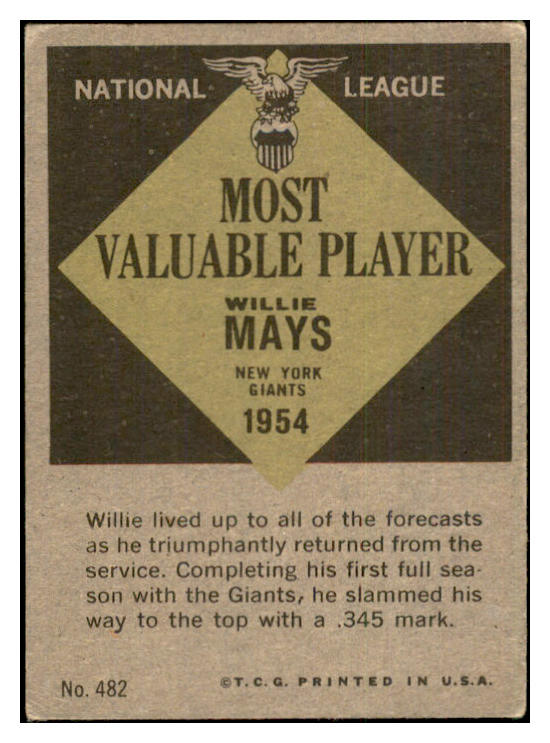 NATIONAL LEAGUE
MOST
VALUABLE PLAYER
WILLIE
MAYS
NEW YORK
GIANTS
1954
Willie lived up to all of the forecasts
as he triumphantly returned from the
service. Completing his first full sea-
son with the Giants, he slammed his
way to the top with a .345 mark.
No. 482 ©T.C.G. PRINTED IN U.S.A.